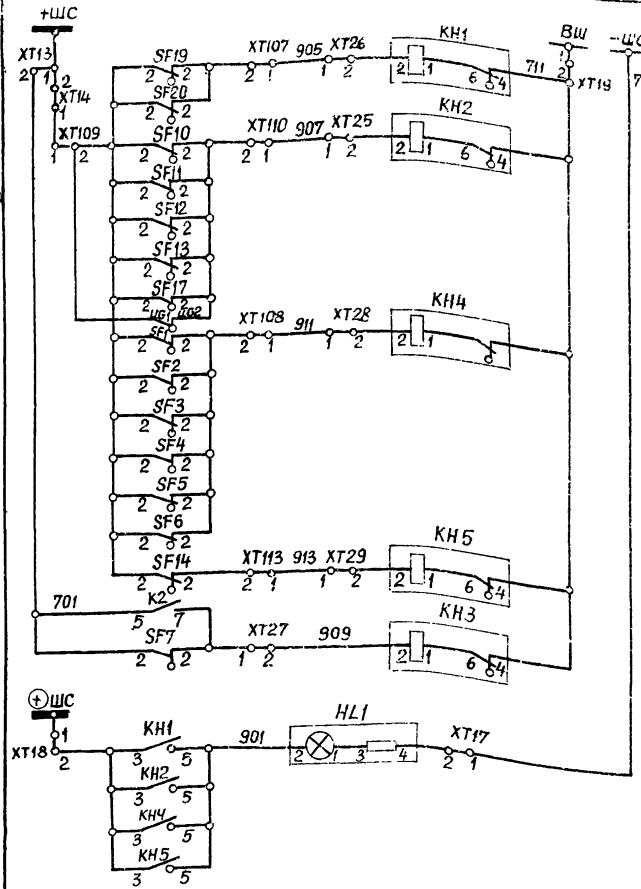 +ШС
ВШ
-ШС
XT13 2 1 2
XT14 1
SF19 2 2 XT107 2 1 905 XT26 1 2 KH1 2 1 6 4 711 1 2 XT19 7
SF20 2 2
XT109 1 2 SF10 2 2 XT110 2 1 907 XT25 1 2 KH2 2 1 6 4
SF11 2 2
SF12 2 2
SF13 2 2
SF17 2 2
SF1 2 2 XT108 2 1 911 XT28 1 2 KH4 2 1
SF2 2 2
SF3 2 2
SF4 2 2
SF5 2 2
SF6 2 2
SF14 2 2 XT113 2 1 913 XT29 1 2 KH5 2 1 6 4
701 K2 5 7
SF7 2 2 XT27 1 2 909 KH3 2 1 6 4
+ШС
XT18 1 2 KH1 3 5 901 HL1 2 1 3 4 XT17 2 1
KH2 3 5
KH4 3 5
KH5 3 5